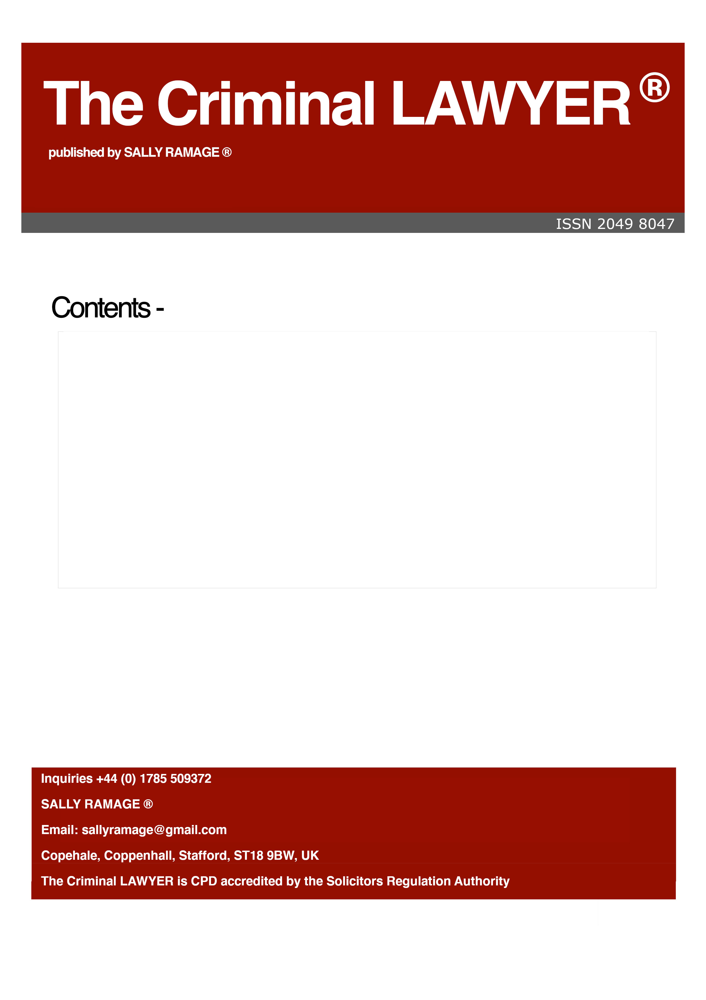 The Criminal LAWYER ®
published by SALLY RAMAGE ®
ISSN 2049 8047
Contents -
Inquiries +44 (0) 1785 509372
SALLY RAMAGE ®
Email: sallyramage@gmail.com
Copehale, Coppenhall, Stafford, ST18 9BW, UK
The Criminal LAWYER is CPD accredited by the Solicitors Regulation Authority